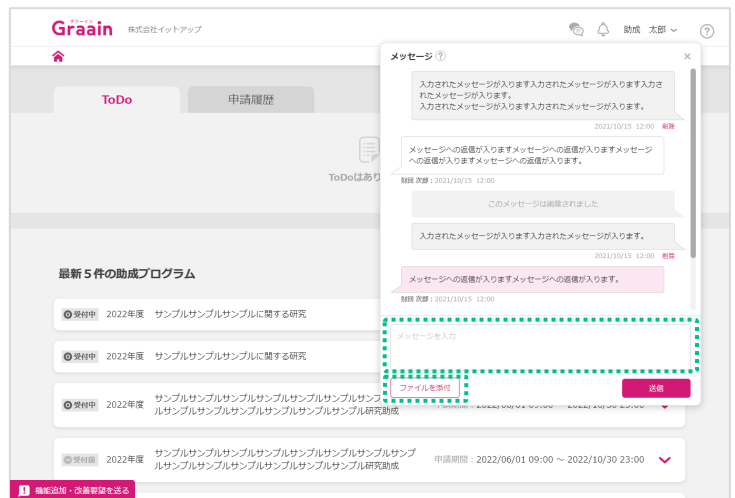 グラーイン
Graain
株式会社イットアップ
助成 太郎
?
メッセージ ?
×
入力されたメッセージが入ります入力されたメッセージが入ります入力さ
れたメッセージが入ります。
入力されたメッセージが入ります入力されたメッセージが入ります。
2021/10/15 12:00 削除
メッセージへの返信が入りますメッセージへの返信が入りますメッセージ
への返信が入りますメッセージへの返信が入ります。
財団 次郎：2021/10/15 12:00
このメッセージは削除されました
入力されたメッセージが入ります入力されたメッセージが入ります。
2021/10/15 12:00 削除
メッセージへの返信が入りますメッセージへの返信が入ります。
財団 次郎：2021/10/15 12:00
メッセージを入力
ファイルを添付
送信
ToDo
申請履歴
ToDoはあり
最新５件の助成プログラム
受付中 2022年度 サンプルサンプルサンプルに関する研究
受付中 2022年度 サンプルサンプルサンプルに関する研究
受付中 2022年度 サンプルサンプルサンプルサンプルサンプルサンプルサンプ
ルサンプルサンプルサンプルサンプルサンプルサンプル研究助成
申請期間：2022/06/01 09:00 ～ 2022/10/30 23:00
受付前 2022年度 サンプルサンプルサンプルサンプルサンプルサンプルサンプ
ルサンプルサンプルサンプルサンプルサンプルサンプル研究助成
申請期間：2022/06/01 09:00 ～ 2022/10/30 23:00
機能追加・改善要望を送る